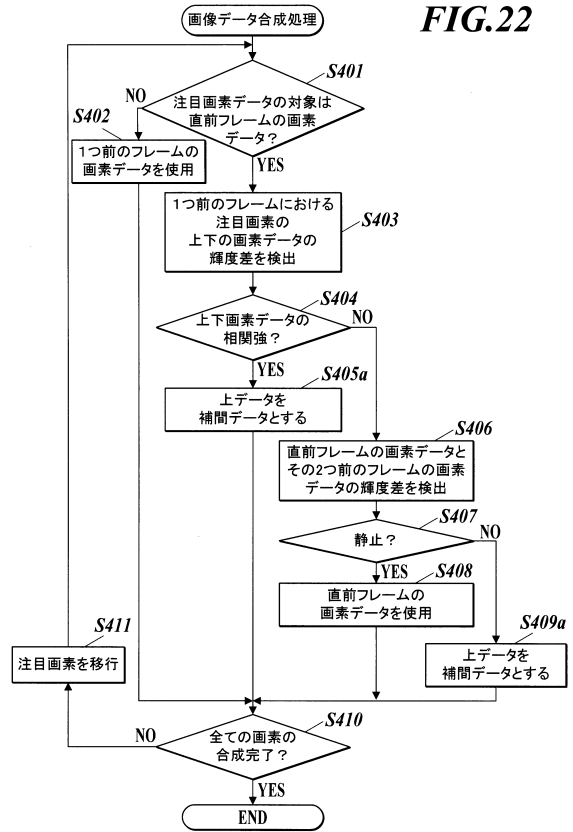 画像データ合成処理
FIG.22
S401
注目画素データの対象は
直前フレームの画素
データ？
NO
YES
S402
1つ前のフレームの
画素データを使用
S403
1つ前のフレームにおける
注目画素の
上下の画素データの
輝度差を検出
S404
上下画素データの
相関強？
NO
YES
S405a
上データを
補間データとする
S406
直前フレームの画素データと
その2つ前のフレームの画素
データの輝度差を検出
S407
静止？
NO
YES
S408
直前フレームの
画素データを使用
S409a
上データを
補間データとする
S411
注目画素を移行
S410
全ての画素の
合成完了？
NO
YES
END